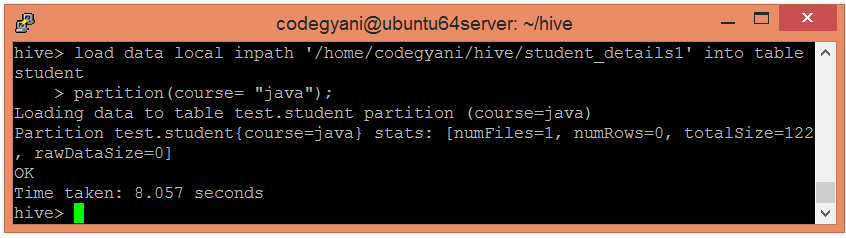 codegyani@ubuntu64server: ~/hive
hive> load data local inpath '/home/codegyani/hive/student_details1' into table
student
    > partition(course= "java");
Loading data to table test.student partition (course=java)
Partition test.student{course=java} stats: [numFiles=1, numRows=0, totalSize=122
, rawDataSize=0]
OK
Time taken: 8.057 seconds
hive>